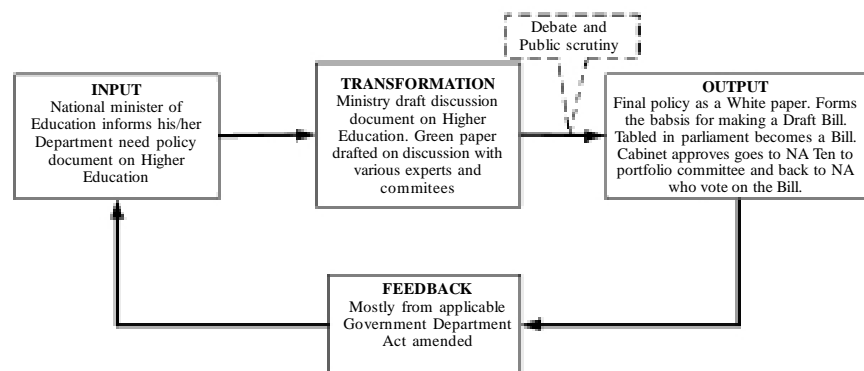 Debate and
Public scrutiny
INPUT
National minister of
Education informs his/her
Department need policy
document on Higher
Education
TRANSFORMATION
Ministry draft discussion
document on Higher
Education. Green paper
drafted on discussion with
various experts and
commitees
OUTPUT
Final policy as a White paper. Forms
the babsis for making a Draft Bill.
Tabled in parliament becomes a Bill.
Cabinet approves goes to NA Ten to
portfolio committee and back to NA
who vote on the Bill.
FEEDBACK
Mostly from applicable
Government Department
Act amended